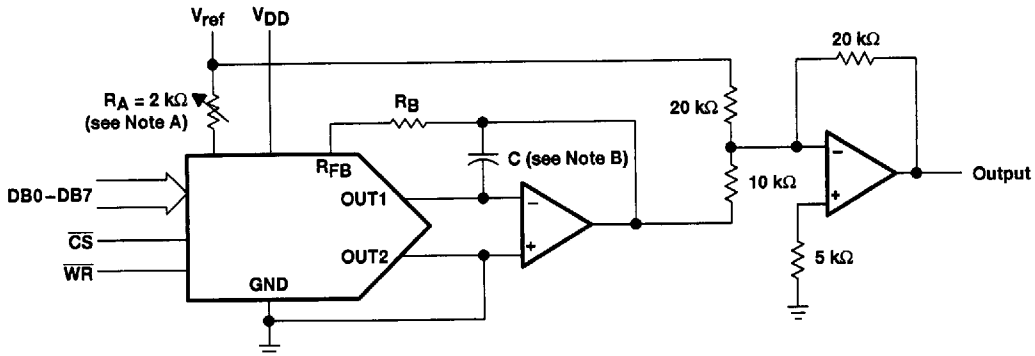 Vref
VDD
20 kΩ
RA = 2 kΩ
(see Note A)
RB
20 kΩ
RFB
C (see Note B)
DB0–DB7
OUT1
–
–
Output
10 kΩ
+
CS
OUT2
+
WR
5 kΩ
GND